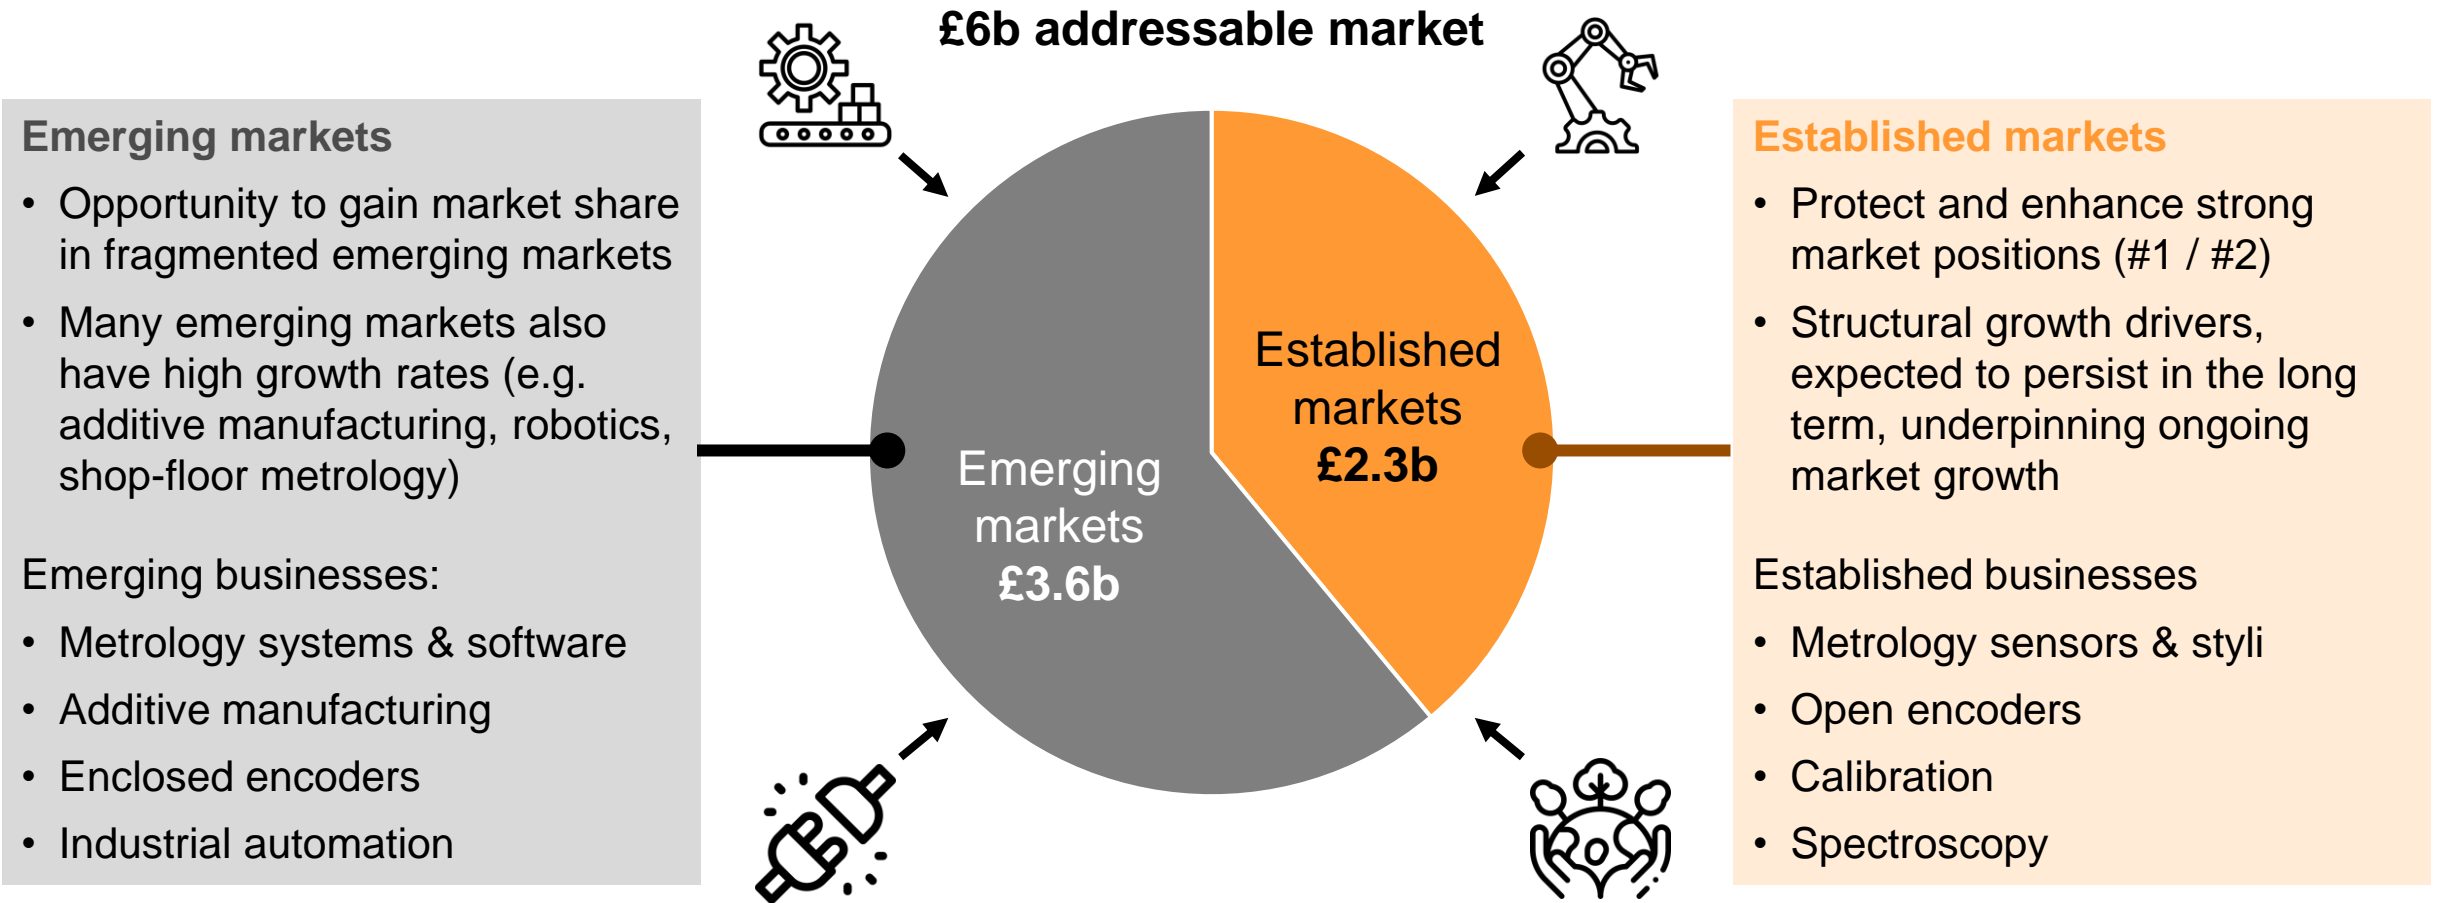 £6b addressable market
Emerging markets
• Opportunity to gain market share
in fragmented emerging markets
• Many emerging markets also
have high growth rates (e.g.
additive manufacturing, robotics,
shop-floor metrology)
Emerging businesses:
• Metrology systems & software
• Additive manufacturing
• Enclosed encoders
• Industrial automation
Emerging
markets
£3.6b
Established
markets
£2.3b
Established markets
• Protect and enhance strong
market positions (#1 / #2)
• Structural growth drivers,
expected to persist in the long
term, underpinning ongoing
market growth
Established businesses
• Metrology sensors & styli
• Open encoders
• Calibration
• Spectroscopy